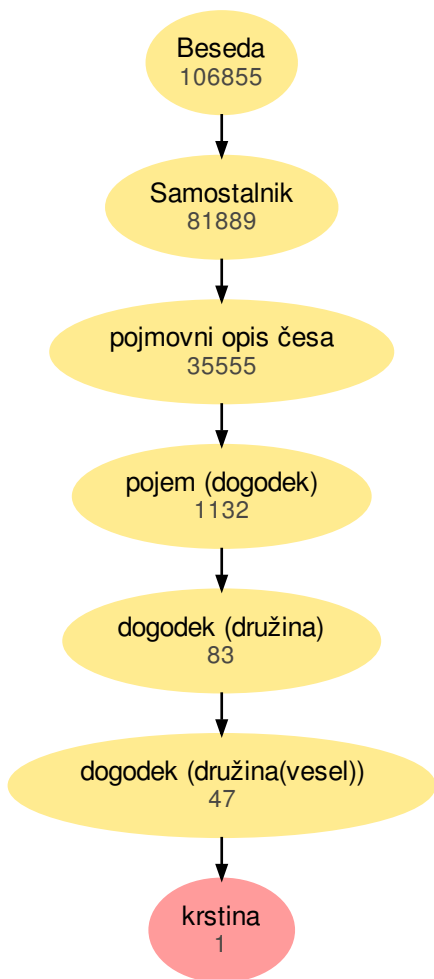 Beseda
106855
Samostalnik
81889
pojmovni opis česa
35555
pojem (dogodek)
1132
dogodek (družina)
83
dogodek (družina(vesel))
47
krstina
1